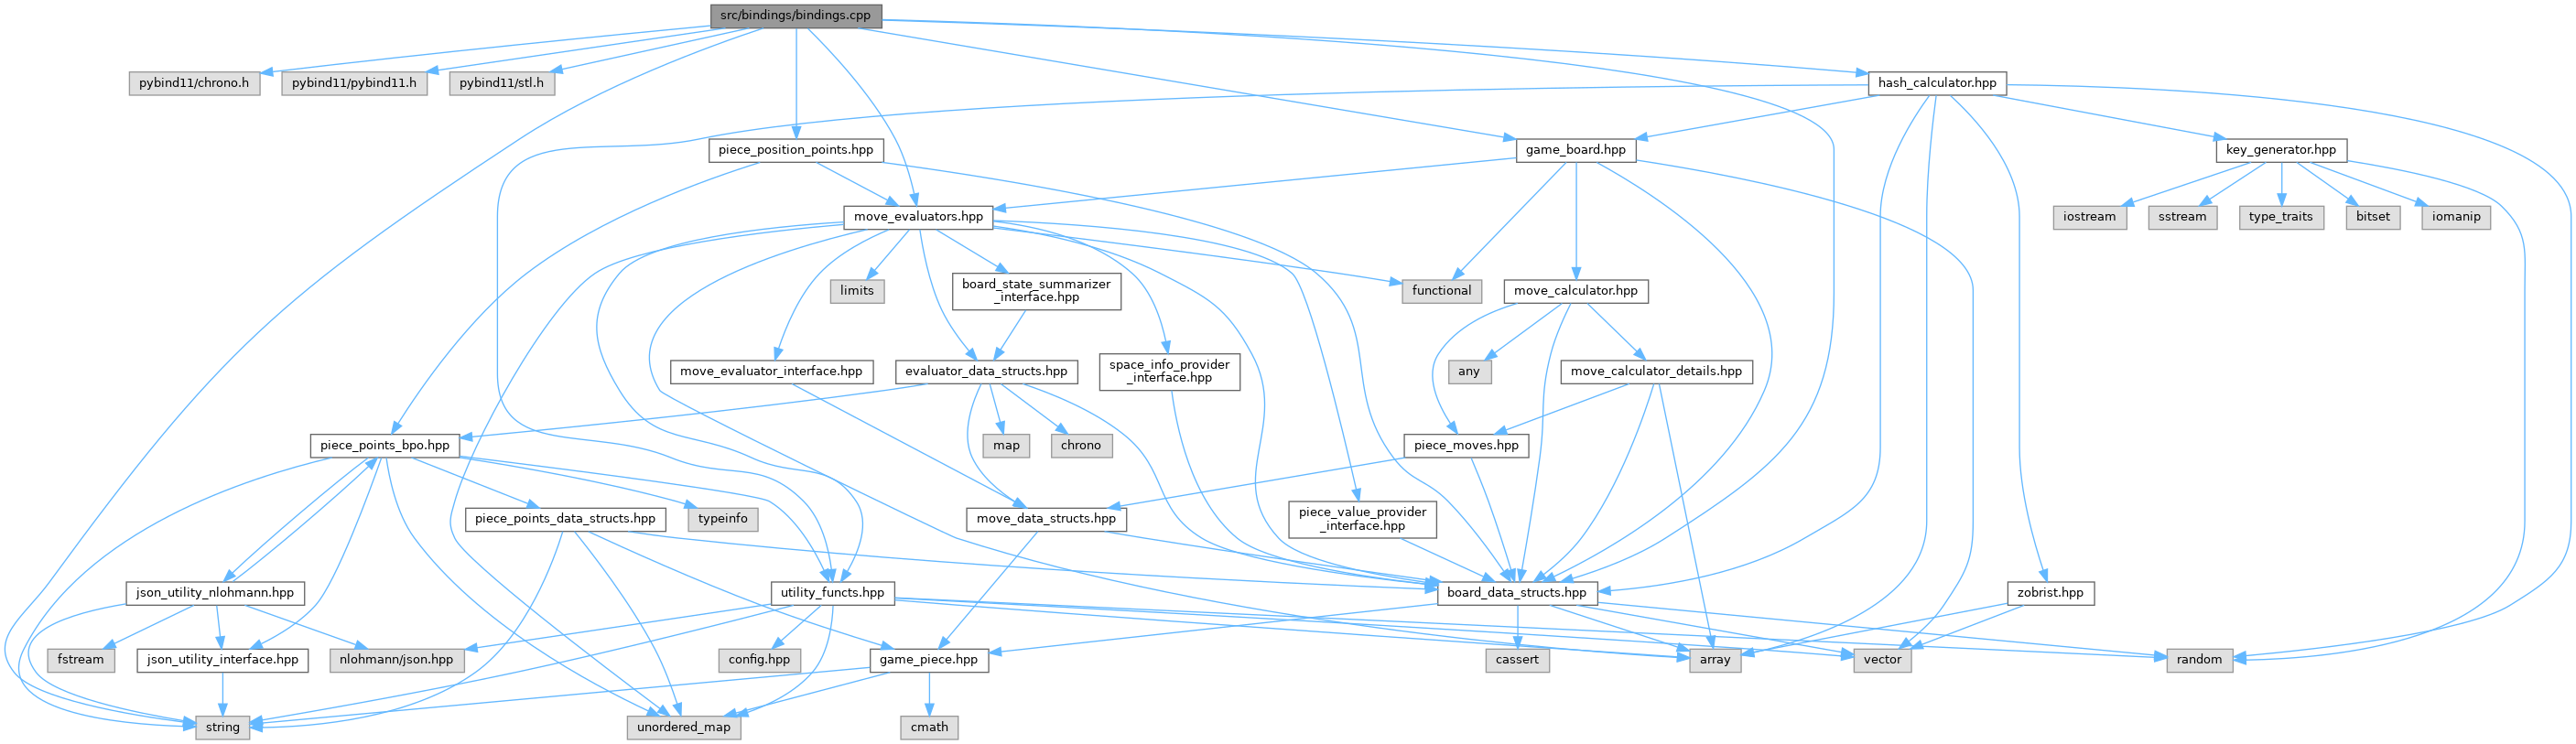 src/bindings/bindings.cpp
pybind11/chrono.h
pybind11/pybind11.h
pybind11/stl.h
hash_calculator.hpp
piece_position_points.hpp
game_board.hpp
key_generator.hpp
move_evaluators.hpp
iostream
sstream
type_traits
bitset
iomanip
limits
board_state_summarizer
_interface.hpp
functional
move_calculator.hpp
move_evaluator_interface.hpp
evaluator_data_structs.hpp
space_info_provider
_interface.hpp
any
move_calculator_details.hpp
piece_points_bpo.hpp
map
chrono
piece_moves.hpp
piece_points_data_structs.hpp
typeinfo
move_data_structs.hpp
piece_value_provider
_interface.hpp
json_utility_nlohmann.hpp
utility_functs.hpp
board_data_structs.hpp
zobrist.hpp
fstream
json_utility_interface.hpp
nlohmann/json.hpp
config.hpp
game_piece.hpp
cassert
array
vector
random
string
unordered_map
cmath